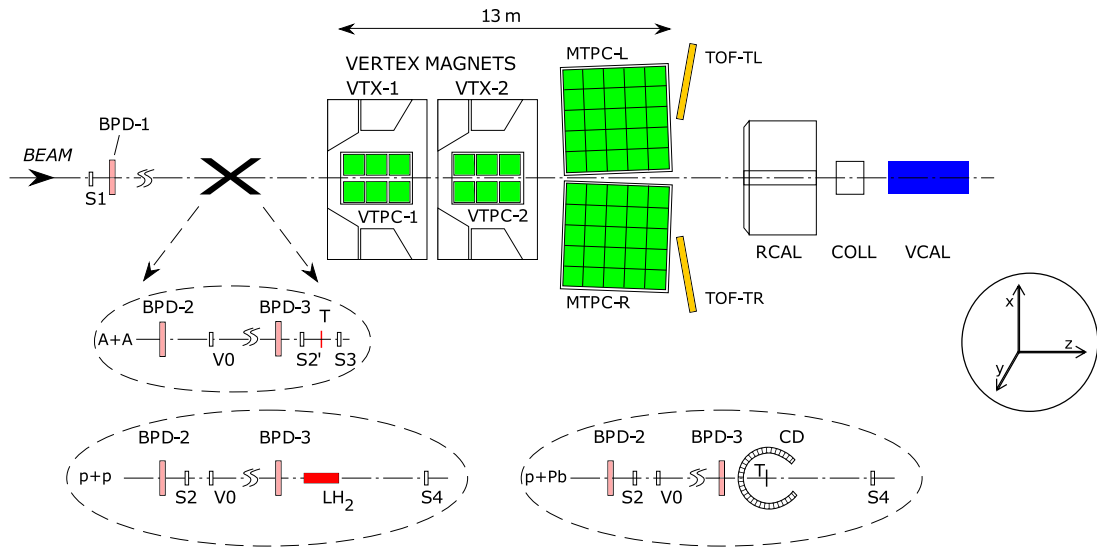 13 m
MTPC-L
TOF-TL
VERTEX MAGNETS
VTX-1 VTX-2
BPD-1
BEAM
S1
VTPC-1 VTPC-2
RCAL COLL VCAL
MTPC-R
TOF-TR
BPD-2 BPD-3 T
A+A
V0 S2' S3
x
z
y
BPD-2 BPD-3
p+p
S2 V0 LH2 S4
BPD-2 BPD-3 CD
p+Pb T
S2 V0 S4